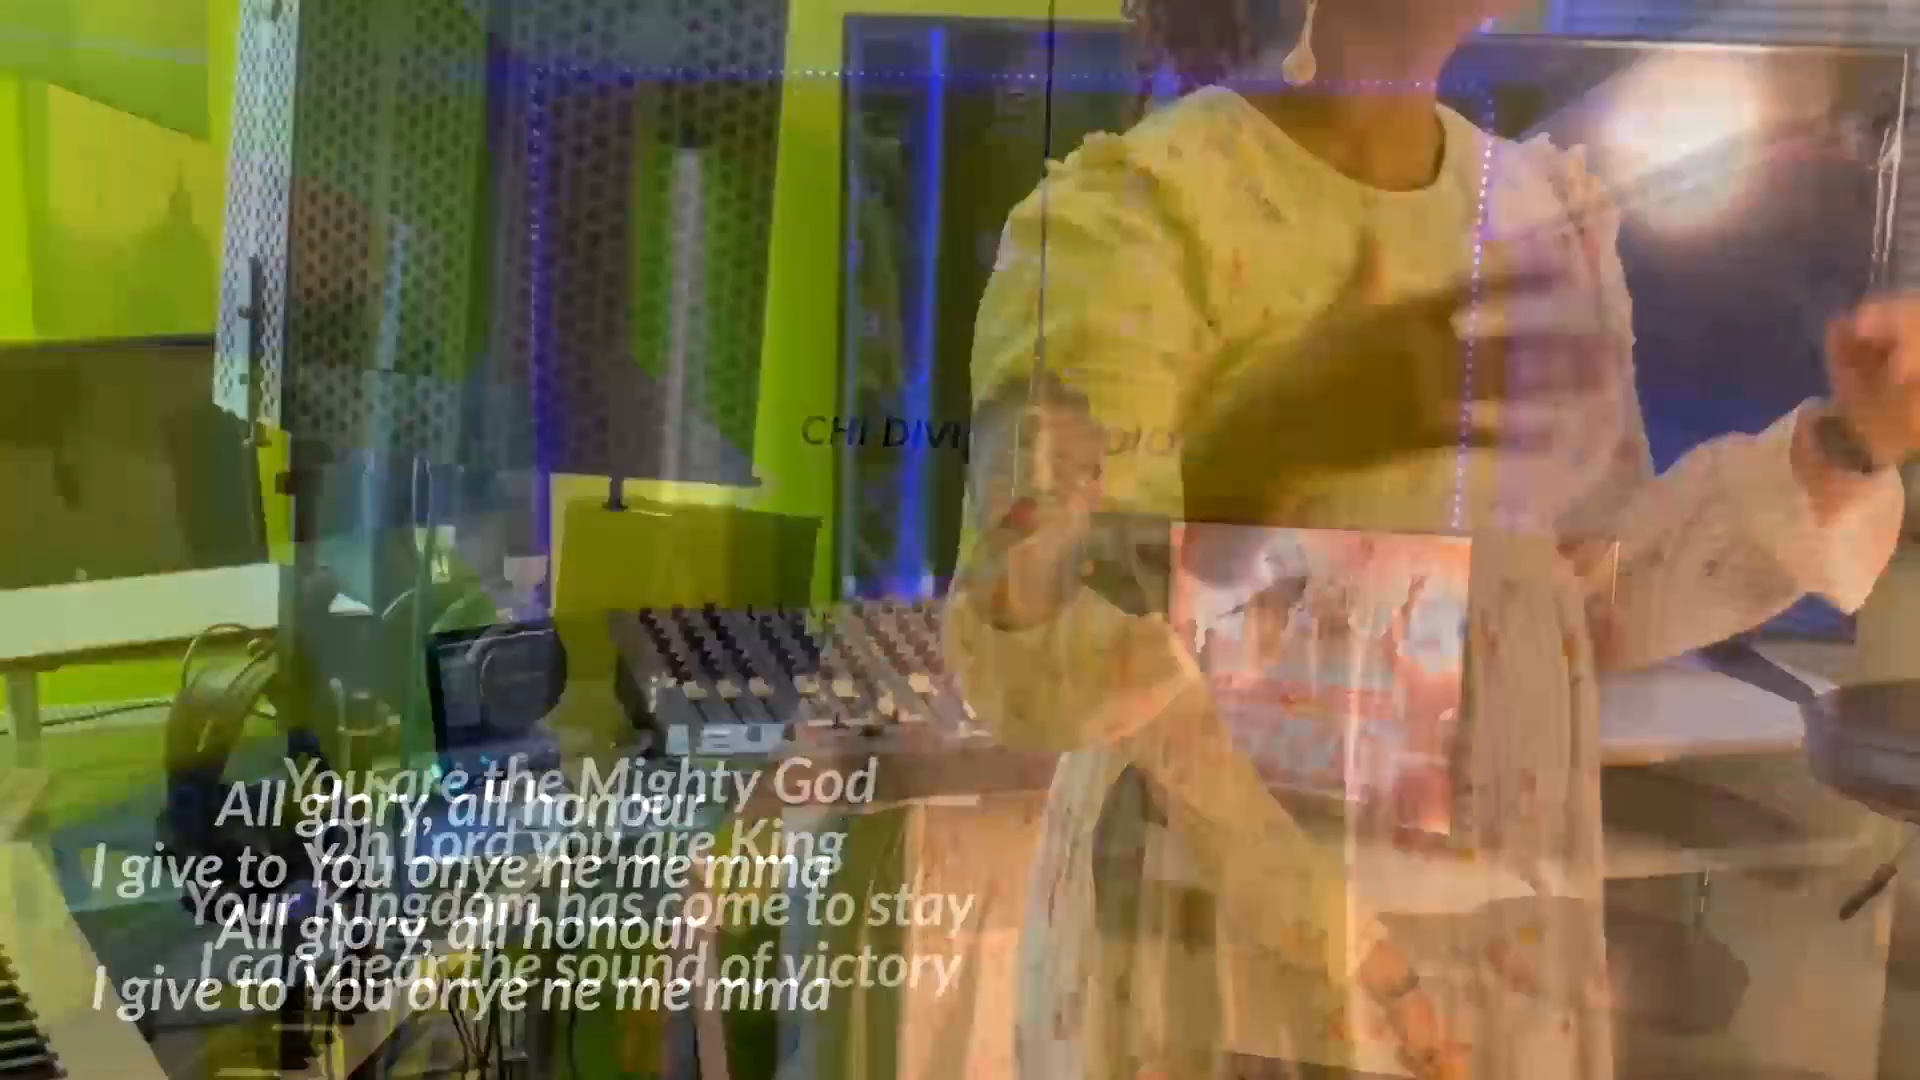 CHI DIVI
You are the Mighty God
All glory, all honour
Oh Lord you are King
I give to You onye ne me mma
Your Kingdom has come to stay
All glory, all honour
I can hear the sound of victory
I give to You onye ne me mma